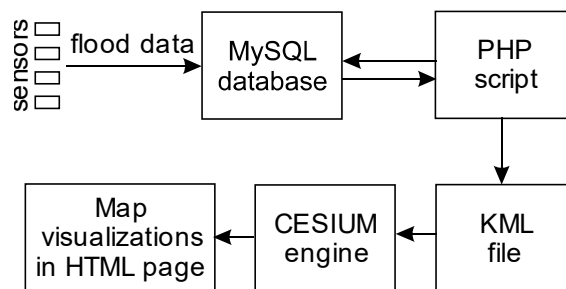 sensors
flood data
MySQL
database
PHP
script
Map
visualizations
in HTML page
CESIUM
engine
KML
file